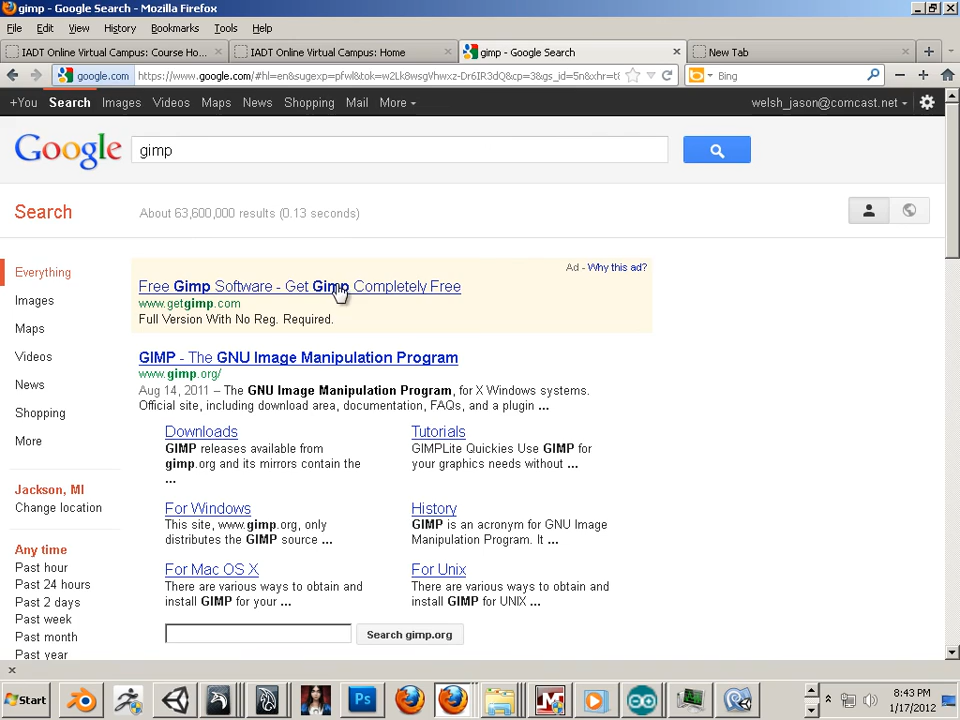 gimp - Google Search - Mozilla Firefox
File Edit View History Bookmarks Tools Help
IADT Online Virtual Campus: Course Ho...
IADT Online Virtual Campus: Home
gimp - Google Search
New Tab
google.com
Bing
+You Search Images Videos Maps News Shopping Mail More
welsh_jason@comcast.net
Google
gimp
Search
About 63,600,000 results (0.13 seconds)
Everything
Images
Maps
Videos
News
Shopping
More
Jackson, MI
Change location
Any time
Past hour
Past 24 hours
Past 2 days
Past week
Past month
Past year
Ad - Why this ad?
Free Gimp Software - Get Gimp Completely Free
www.getgimp.com
Full Version With No Reg. Required.
GIMP - The GNU Image Manipulation Program
www.gimp.org/
Aug 14, 2011 – The GNU Image Manipulation Program, for X Windows systems.
Official site, including download area, documentation, FAQs, and a plugin ...
Downloads
GIMP releases available from
gimp.org and its mirrors contain the
...
Tutorials
GIMPLite Quickies Use GIMP for
your graphics needs without ...
For Windows
This site, www.gimp.org, only
distributes the GIMP source ...
History
GIMP is an acronym for GNU Image
Manipulation Program. It ...
For Mac OS X
There are various ways to obtain and
install GIMP for your ...
For Unix
There are various ways to obtain and
install GIMP for UNIX ...
Search gimp.org
Start
Ps
8:43 PM
1/17/2012